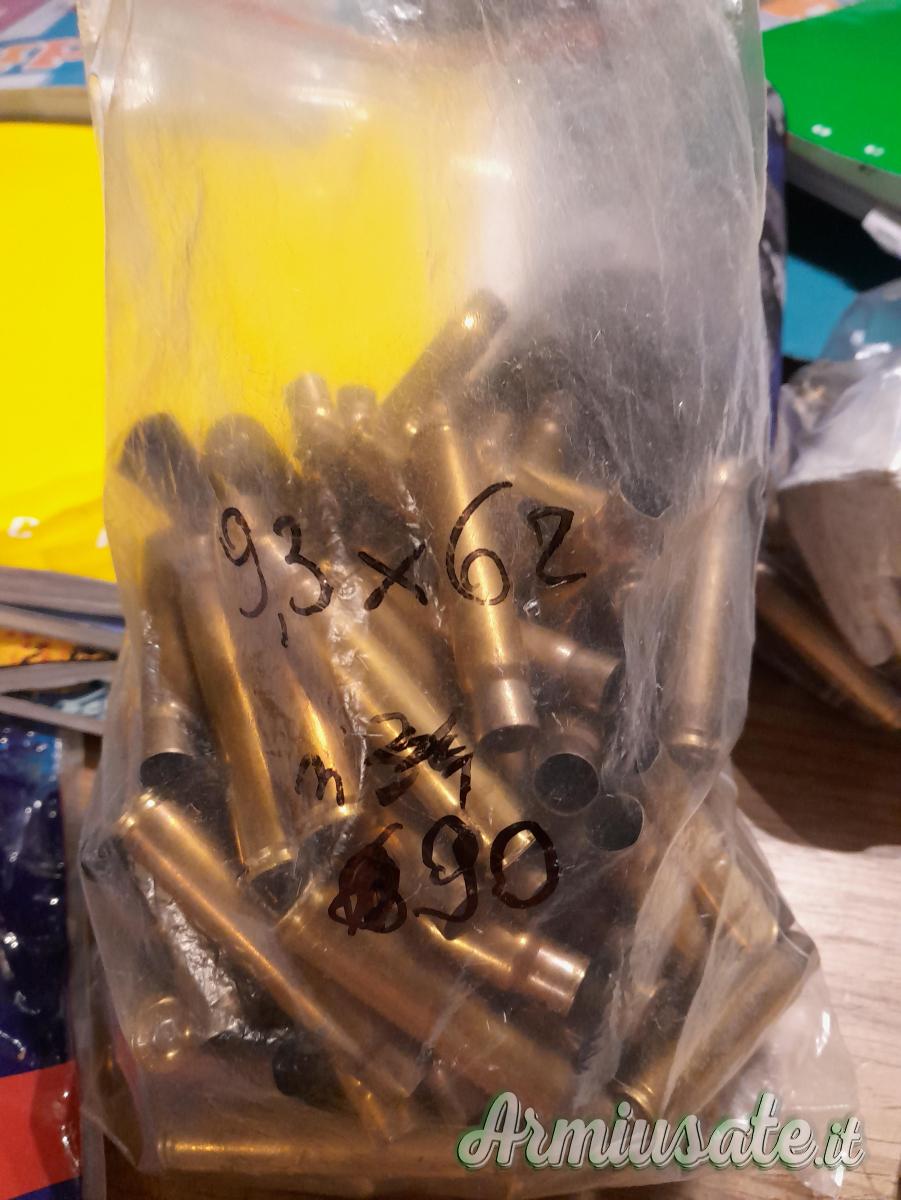 9,3x62
n° 
90
Armiusate.it